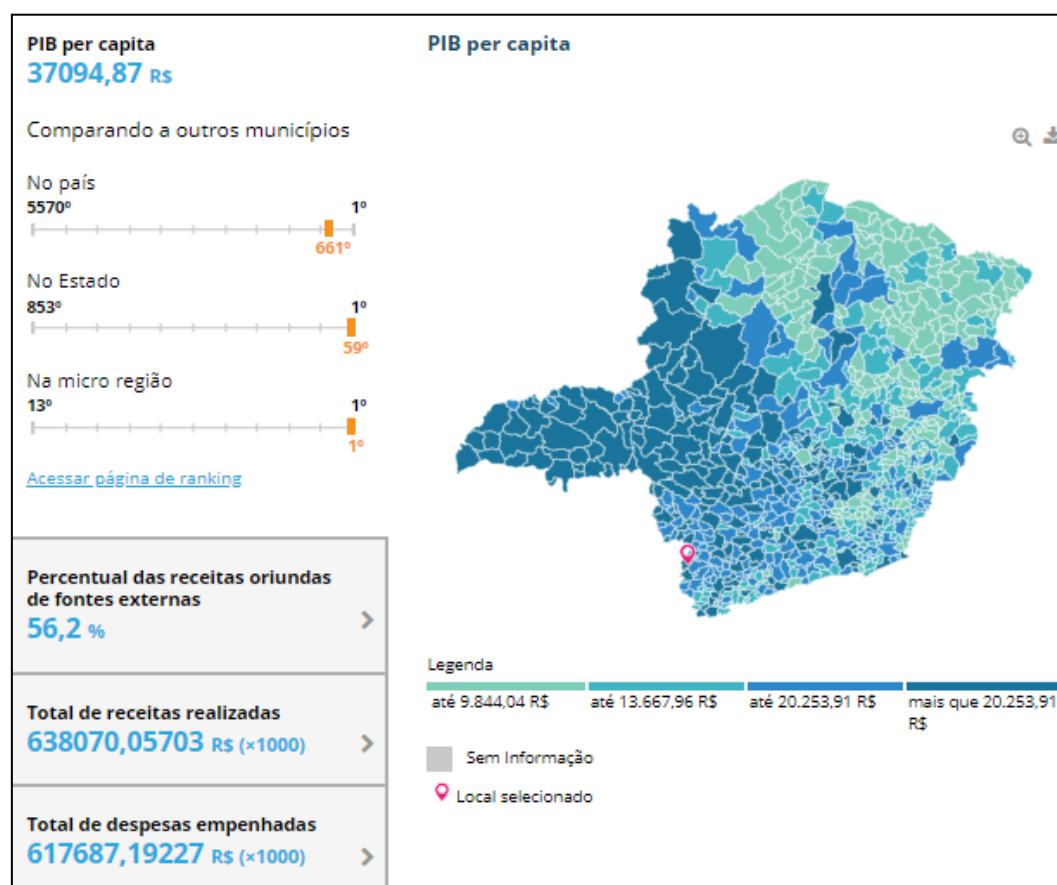 PIB per capita
37094,87 R$
Comparando a outros municípios
No país
5570º 1º
661º
No Estado
853º 1º
59º
Na micro região
13º 1º
1º
Acessar página de ranking
Percentual das receitas oriundas
de fontes externas
56,2 %
Total de receitas realizadas
638070,05703 R$ (×1000)
Total de despesas empenhadas
617687,19227 R$ (×1000)
PIB per capita
Legenda
até 9.844,04 R$ até 13.667,96 R$ até 20.253,91 R$ mais que 20.253,91
R$
Sem Informação
Local selecionado